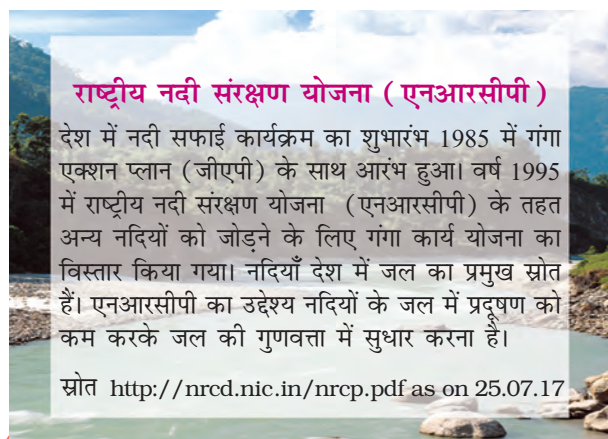 राष्ट्रीय नदी संरक्षण योजना ( एनआरसीपी )
देश में नदी सफाई कार्यक्रम का शुभारंभ 1985 में गंगा
एक्शन प्लान (जीएपी) के साथ आरंभ हुआ। वर्ष 1995
में राष्ट्रीय नदी संरक्षण योजना (एनआरसीपी) के तहत
अन्य नदियों को जोड़ने के लिए गंगा कार्य योजना का
विस्तार किया गया। नदियाँ देश में जल का प्रमुख स्रोत
हैं। एनआरसीपी का उद्देश्य नदियों के जल में प्रदूषण को
कम करके जल की गुणवत्ता में सुधार करना है।
स्रोत http://nrcd.nic.in/nrcp.pdf as on 25.07.17